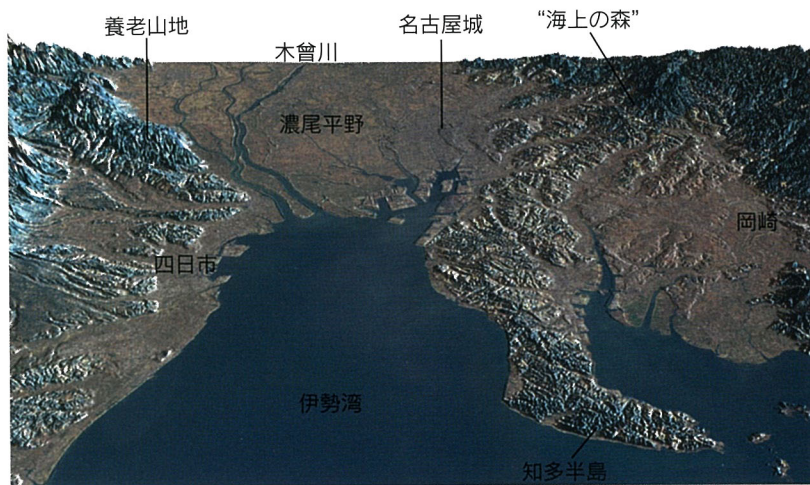 養老山地
木曾川
名古屋城
“海上の森”
濃尾平野
岡崎
四日市
伊勢湾
知多半島